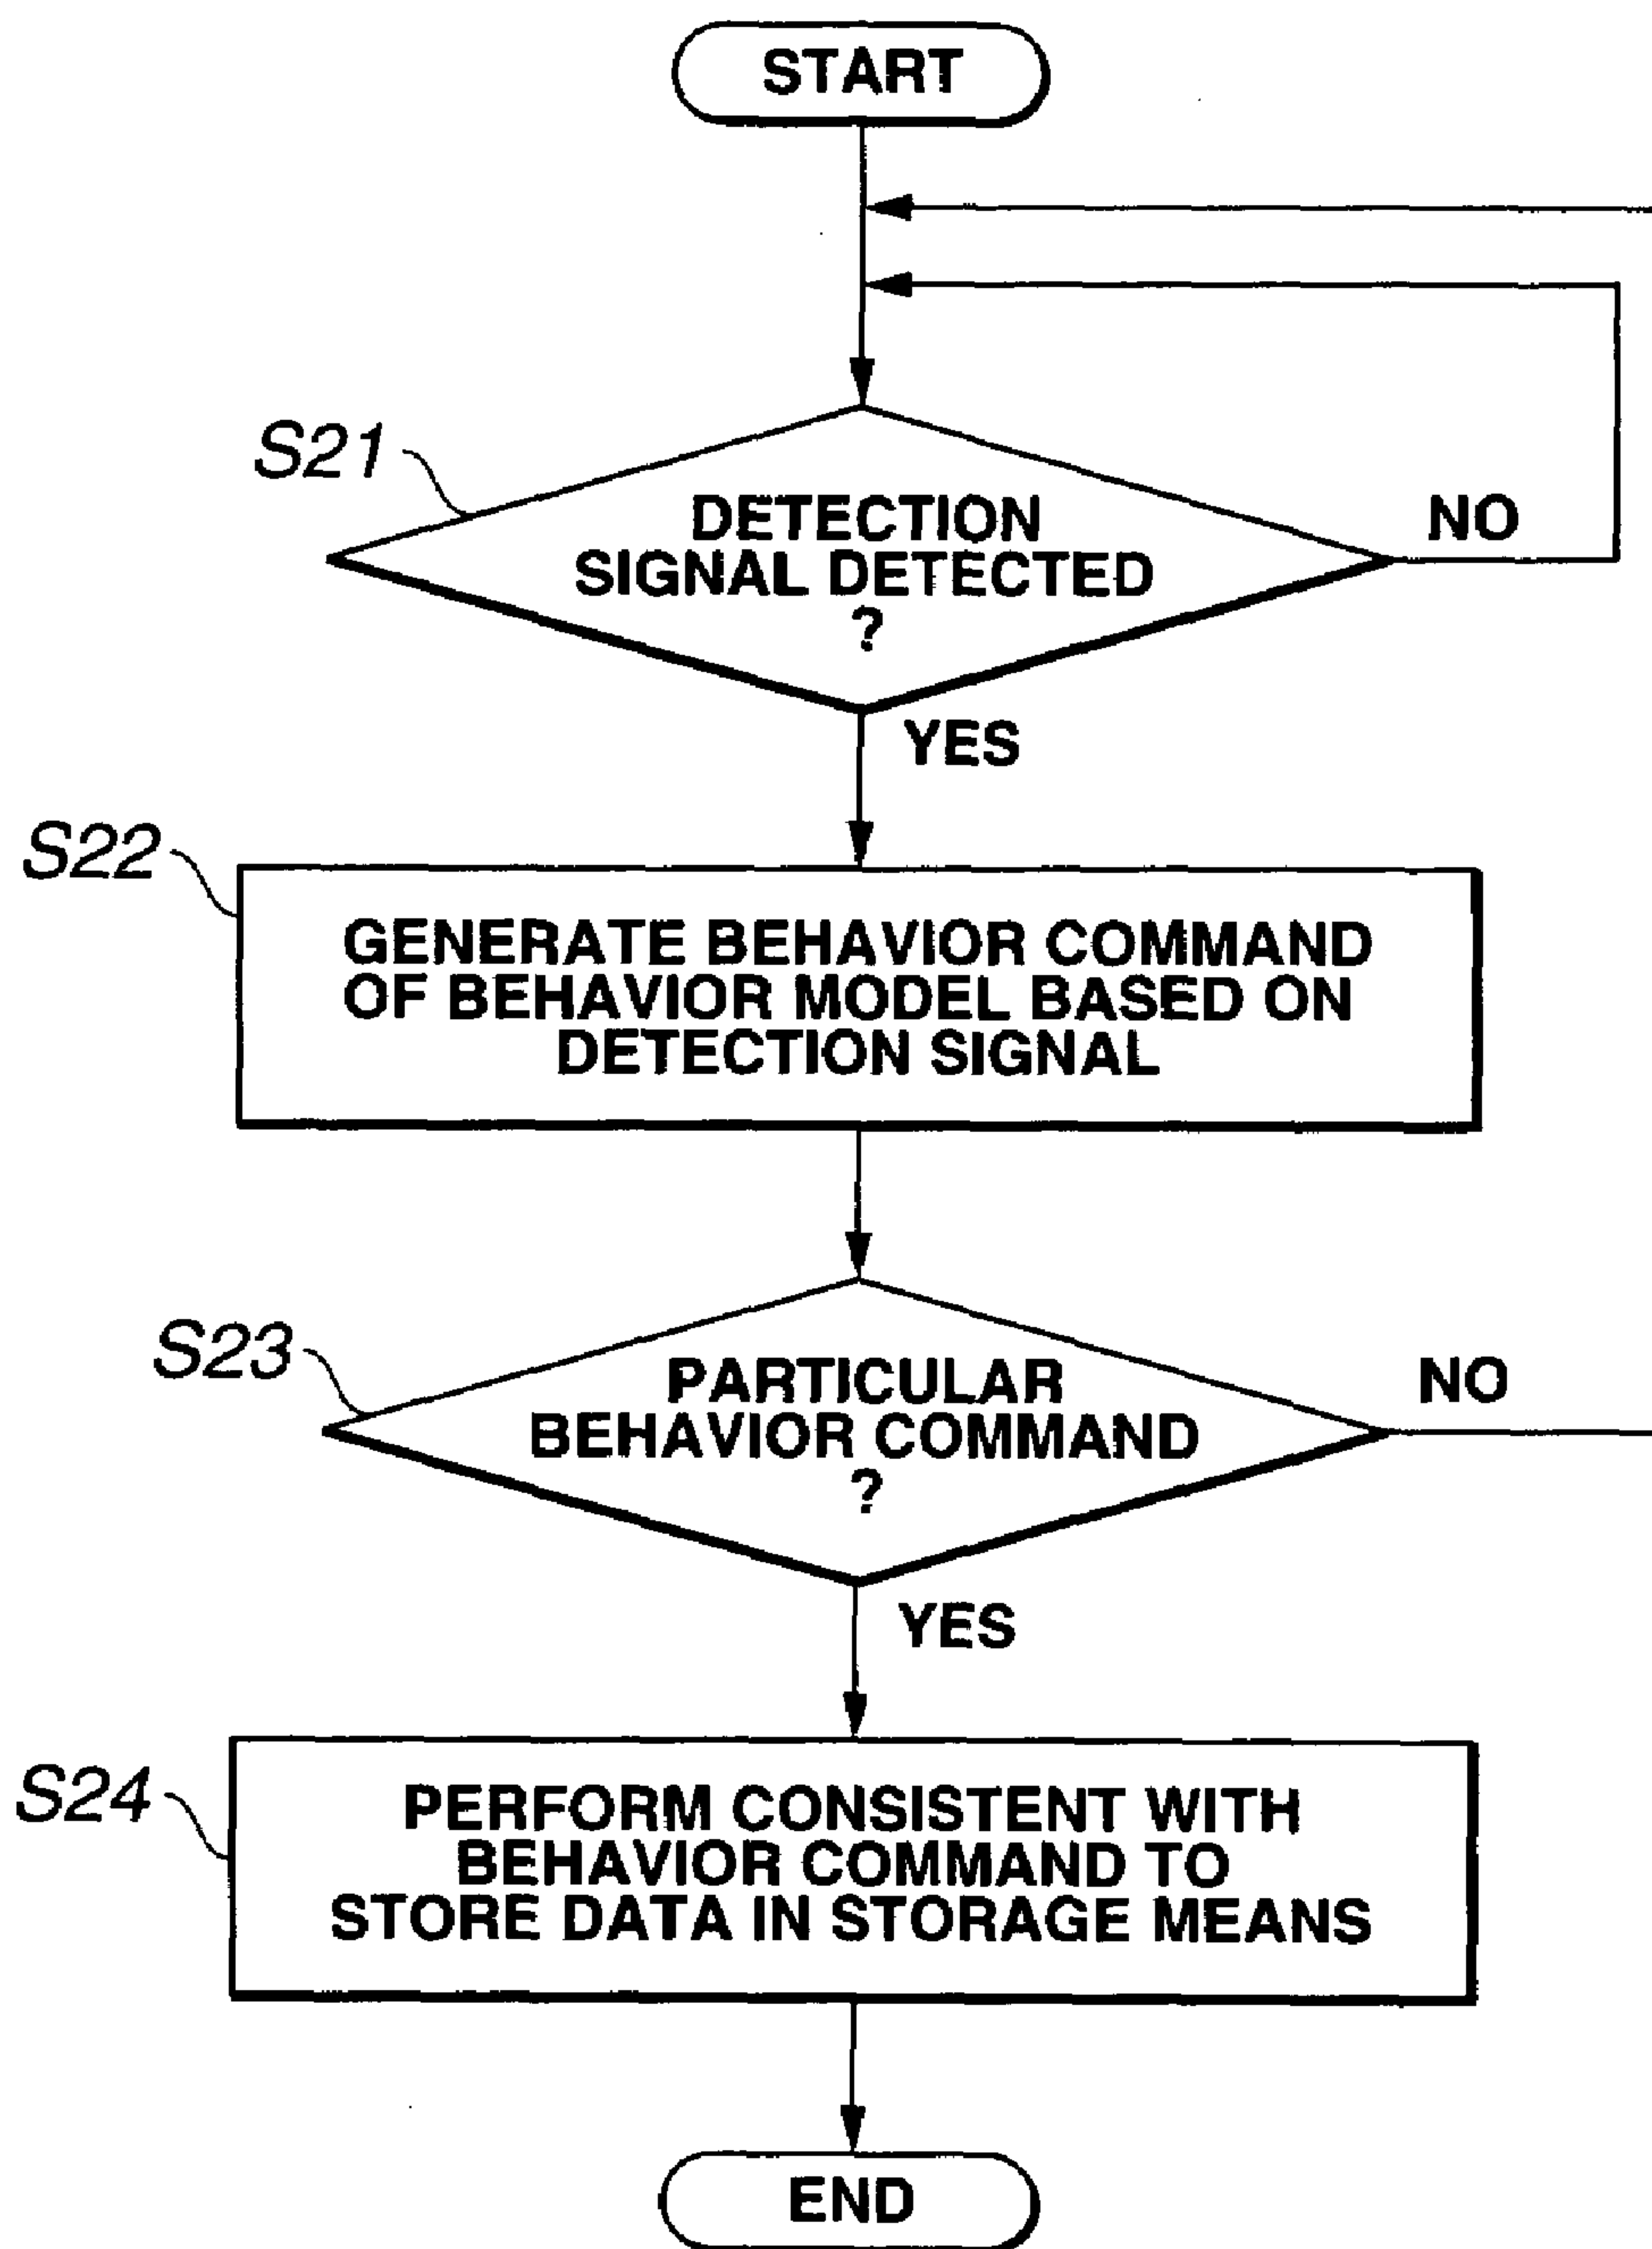 START
S21
DETECTION
SIGNAL DETECTED
?
NO
YES
S22
GENERATE BEHAVIOR COMMAND
OF BEHAVIOR MODEL BASED ON
DETECTION SIGNAL
S23
PARTICULAR
BEHAVIOR COMMAND
?
NO
YES
S24
PERFORM CONSISTENT WITH
BEHAVIOR COMMAND TO
STORE DATA IN STORAGE MEANS
END